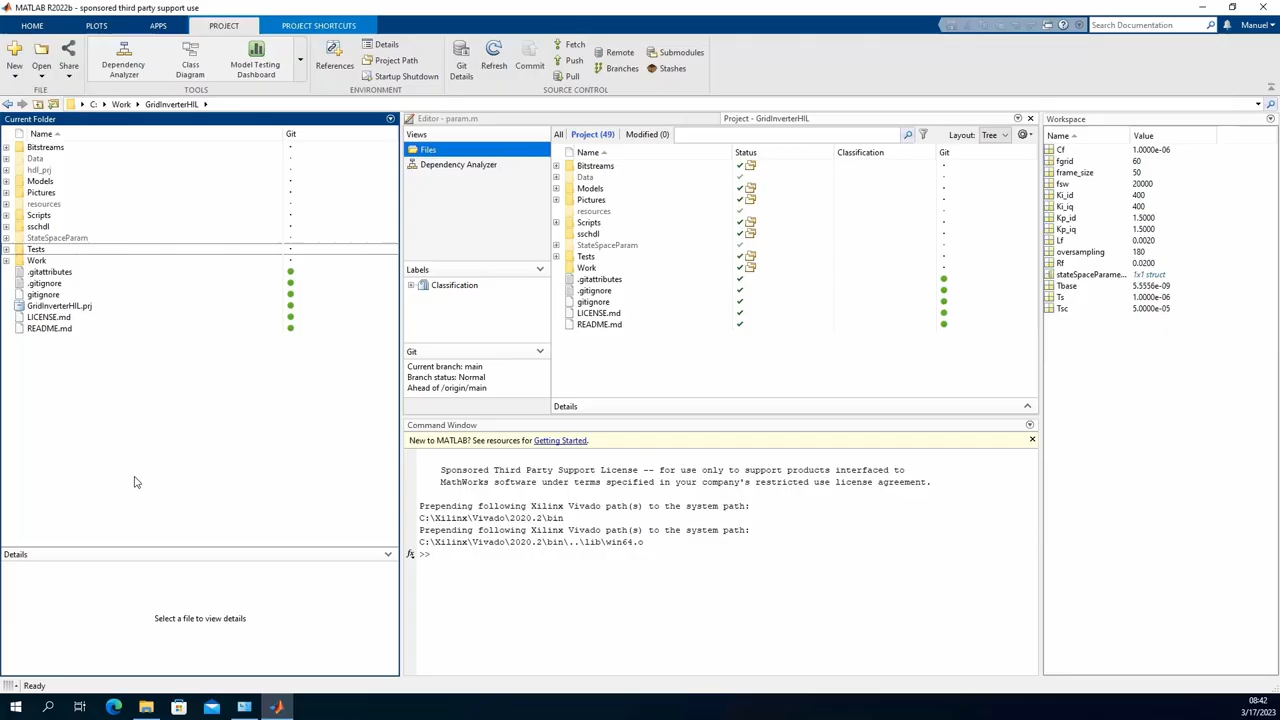 MATLAB R2022b - sponsored third party support use
HOME PLOTS APPS PROJECT PROJECT SHORTCUTS Search Documentation Manuel
New Open Share
FILE
Dependency Analyzer
Class Diagram
Model Testing Dashboard
TOOLS
References
Details
Project Path
Startup Shutdown
ENVIRONMENT
Git Details
Refresh
Commit
Fetch
Push
Pull
Remote
Branches
Submodules
Stashes
SOURCE CONTROL
C: Work GridInverterHIL
Current Folder
Name Git
Bitstreams
Data
hdl_prj
Models
Pictures
resources
Scripts
sschdl
StateSpaceParam
Tests
Work
.gitattributes
.gitignore
gitignore
GridInverterHIL.prj
LICENSE.md
README.md
Details
Select a file to view details
Editor - param.m
Project - GridInverterHIL
Views
Files
Dependency Analyzer
Labels
Classification
Git
Current branch: main
Branch status: Normal
Ahead of /origin/main
All Project (49) Modified (0) Layout: Tree
Name Status Classification Git
Bitstreams
Data
Models
Pictures
resources
Scripts
sschdl
StateSpaceParam
Tests
Work
.gitattributes
.gitignore
gitignore
LICENSE.md
README.md
Details
Command Window
New to MATLAB? See resources for Getting Started.
Sponsored Third Party Support License -- for use only to support products interfaced to
MathWorks software under terms specified in your company's restricted use license agreement.
Prepending following Xilinx Vivado path(s) to the system path:
C:\Xilinx\Vivado\2020.2\bin
Prepending following Xilinx Vivado path(s) to the system path:
C:\Xilinx\Vivado\2020.2\bin\..\lib\win64.o
fx >>
Workspace
Name Value
Cf 1.0000e-06
fgrid 60
frame_size 50
fsw 20000
Ki_id 400
Ki_iq 400
Kp_id 1.5000
Kp_iq 1.5000
Lf 0.0020
oversampling 180
Rf 0.0200
stateSpaceParame... 1x1 struct
Tbase 5.5556e-09
Ts 1.0000e-06
Tsc 5.0000e-05
Ready
08:42
3/17/2023